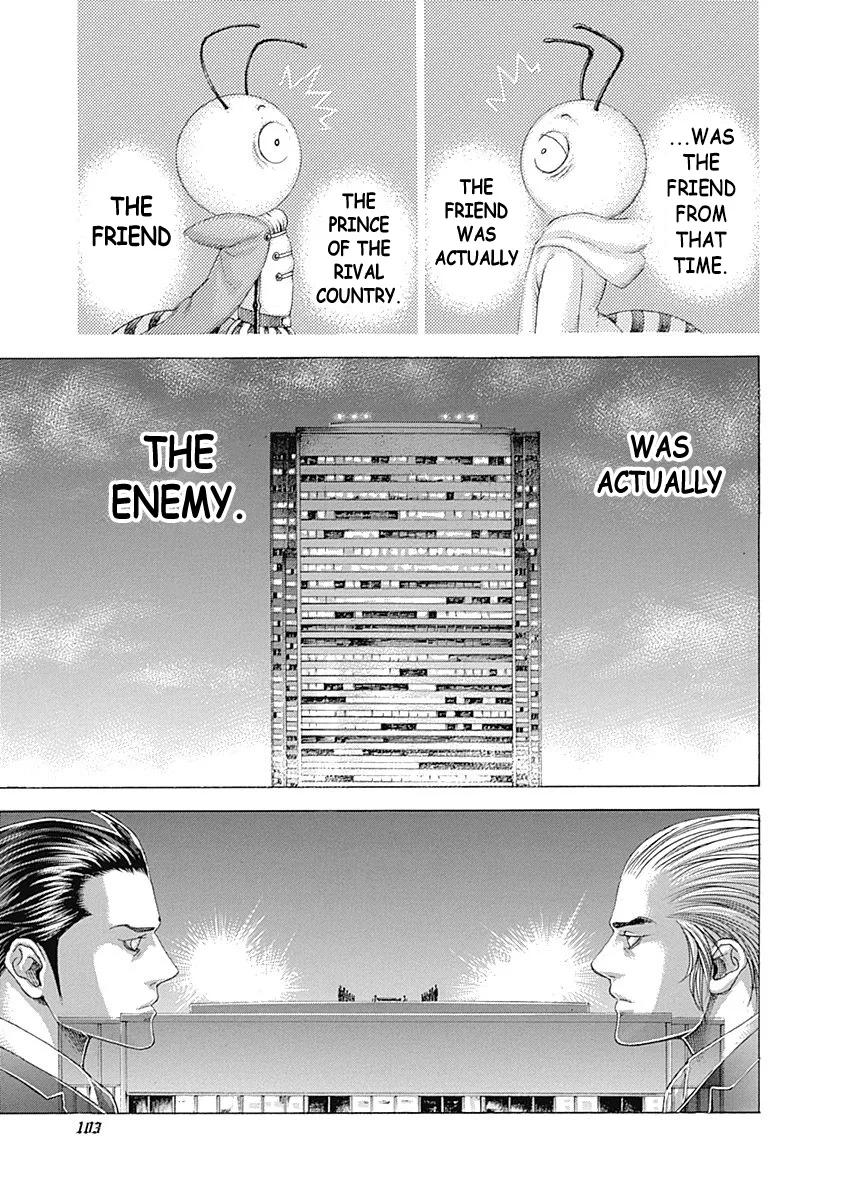 ...WAS
THE
FRIEND
FROM
THAT
TIME.
THE
FRIEND
WAS
ACTUALLY
THE
PRINCE
OF THE
RIVAL
COUNTRY.
THE
FRIEND
WAS
ACTUALLY
THE
ENEMY.
103